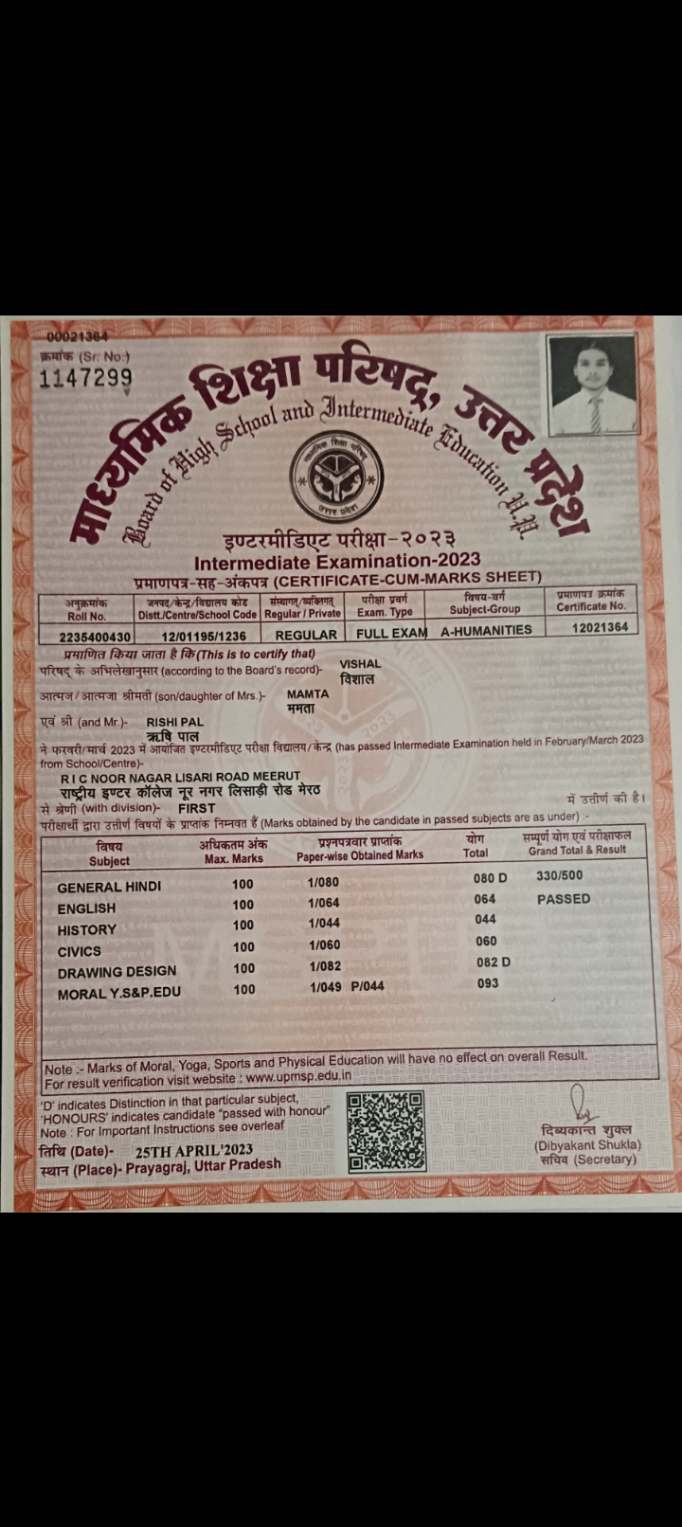 00021364
क्रमांक (Sr. No.)
1147299
माध्यमिक शिक्षा परिषद्, उत्तर प्रदेश
Board of High School and Intermediate Education U.P.
माध्यमिक शिक्षा परिषद्
उत्तर प्रदेश
इण्टरमीडिएट परीक्षा-२०२३
Intermediate Examination-2023
प्रमाणपत्र-सह-अंकपत्र (CERTIFICATE-CUM-MARKS SHEET)
अनुक्रमांक जनपद/केन्द्र/विद्यालय कोड संस्थागत/व्यक्तिगत परीक्षा प्रवर्ग विषय-वर्ग प्रमाणपत्र क्रमांक
Roll No. Distt./Centre/School Code Regular / Private Exam. Type Subject-Group Certificate No.
2235400430 12/01195/1236 REGULAR FULL EXAM A-HUMANITIES 12021364
प्रमाणित किया जाता है कि(This is to certify that)
परिषद् के अभिलेखानुसार (according to the Board's record)- VISHAL
विशाल
आत्मज/आत्मजा श्रीमती (son/daughter of Mrs.)- MAMTA
ममता
एवं श्री (and Mr.)- RISHI PAL
ऋषि पाल
ने फरवरी/मार्च 2023 में आयोजित इण्टरमीडिएट परीक्षा विद्यालय/केन्द्र (has passed Intermediate Examination held in February/March 2023
from School/Centre)-
R I C NOOR NAGAR LISARI ROAD MEERUT
राष्ट्रीय इण्टर कॉलेज नूर नगर लिसाड़ी रोड मेरठ
से श्रेणी (with division)- FIRST में उत्तीर्ण की है।
परीक्षार्थी द्वारा उत्तीर्ण विषयों के प्राप्तांक निम्नवत हैं (Marks obtained by the candidate in passed subjects are as under) :-
विषय अधिकतम अंक प्रश्नपत्रवार प्राप्तांक योग सम्पूर्ण योग एवं परीक्षाफल
Subject Max. Marks Paper-wise Obtained Marks Total Grand Total & Result
GENERAL HINDI 100 1/080 080 D 330/500
ENGLISH 100 1/064 064 PASSED
HISTORY 100 1/044 044
CIVICS 100 1/060 060
DRAWING DESIGN 100 1/082 082 D
MORAL Y.S&P.EDU 100 1/049 P/044 093
Note :- Marks of Moral, Yoga, Sports and Physical Education will have no effect on overall Result.
For result verification visit website : www.upmsp.edu.in
'D' indicates Distinction in that particular subject,
'HONOURS' indicates candidate "passed with honour"
Note : For Important Instructions see overleaf
तिथि (Date)- 25TH APRIL'2023
स्थान (Place)- Prayagraj, Uttar Pradesh
दिब्यकान्त शुक्ल
(Dibyakant Shukla)
सचिव (Secretary)